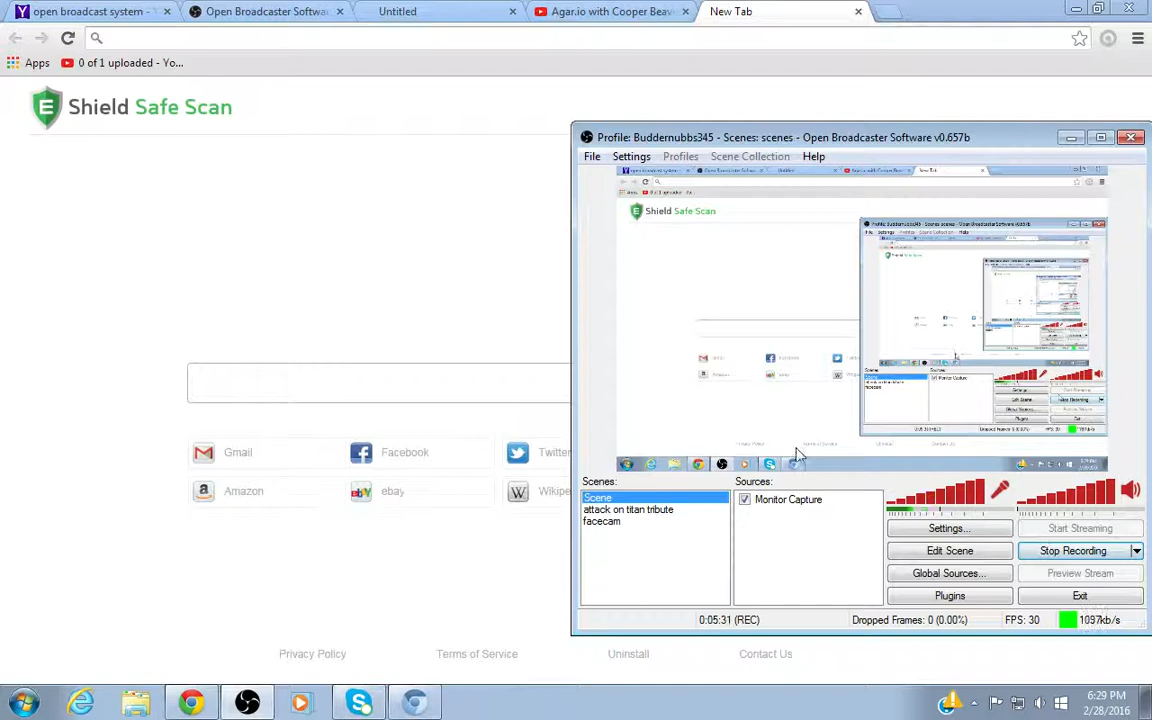 open broadcast system -
Open Broadcaster Softwa
Untitled
Agar.io with Cooper Beav
New Tab
Apps
0 of 1 uploaded - Yo...
Shield Safe Scan
Profile: Buddernubbs345 - Scenes: scenes - Open Broadcaster Software v0.657b
File Settings Profiles Scene Collection Help
Shield Safe Scan
Gmail Facebook Twitter
Amazon ebay Wikipe
Scenes:
Scene
attack on titan tribute
facecam
Sources:
Monitor Capture
Settings... Start Streaming
Edit Scene Stop Recording
Global Sources... Preview Stream
Plugins Exit
0:05:31 (REC) Dropped Frames: 0 (0.00%) FPS: 30 1097kb/s
Privacy Policy Terms of Service Uninstall Contact Us
6:29 PM
2/28/2016